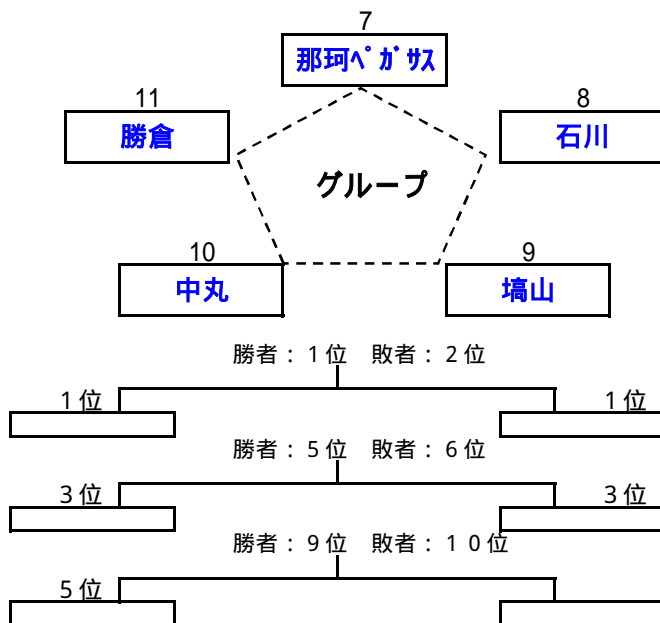 7
那珂ペガサス
11
8
勝倉
石川
グループ
10
9
中丸
塙山
勝者：1位 敗者：2位
1位
1位
勝者：5位 敗者：6位
3位
3位
勝者：9位 敗者：10位
5位